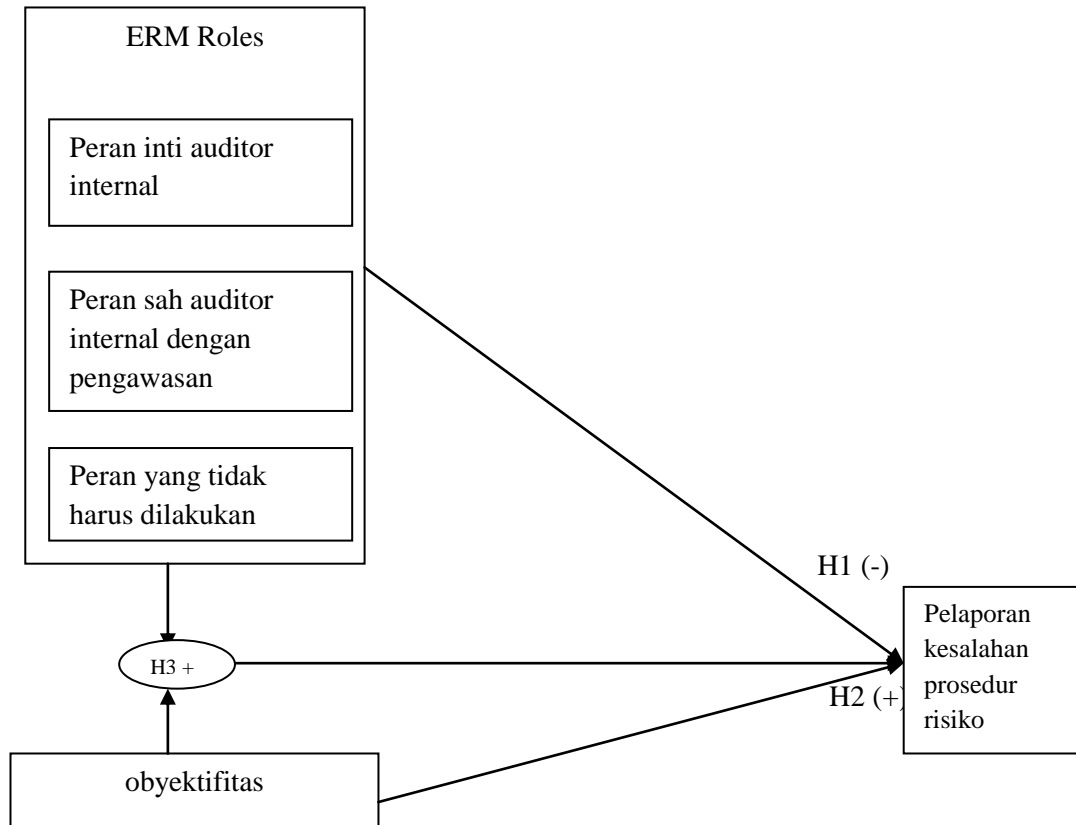 ERM Roles
Peran inti auditor
internal
Peran sah auditor
internal dengan
pengawasan
Peran yang tidak
harus dilakukan
H1 (-)
Pelaporan
kesalahan
prosedur
risiko
H3 +
H2 (+)
obyektifitas